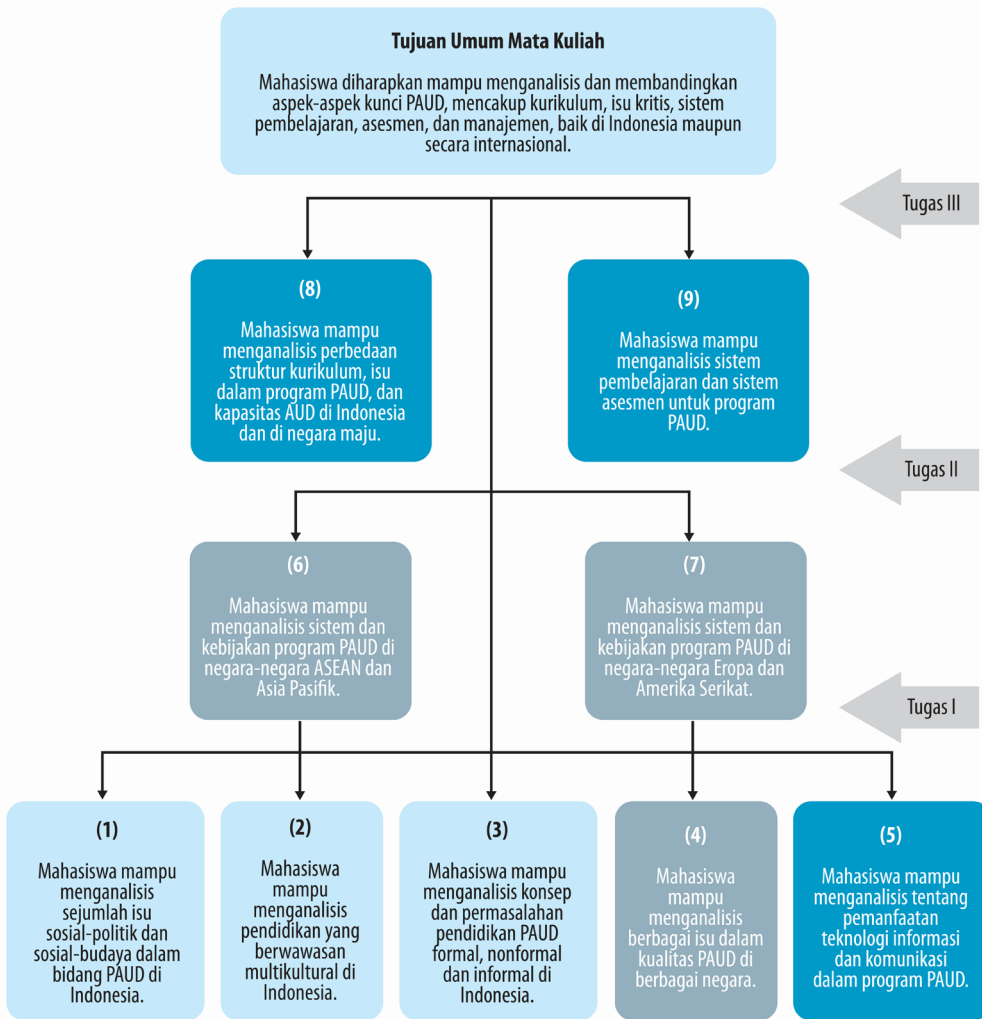 Tujuan Umum Mata Kuliah
Mahasiswa diharapkan mampu menganalisis dan membandingkan
aspek-aspek kunci PAUD, mencakup kurikulum, isu kritis, sistem
pembelajaran, asesmen, dan manajemen, baik di Indonesia maupun
secara internasional.
Tugas III
(8)
Mahasiswa mampu
menganalisis perbedaan
struktur kurikulum, isu
dalam program PAUD, dan
kapasitas AUD di Indonesia
dan di negara maju.
(9)
Mahasiswa mampu
menganalisis sistem
pembelajaran dan sistem
asesmen untuk program
PAUD.
Tugas II
(6)
Mahasiswa mampu
menganalisis sistem dan
kebijakan program PAUD di
negara-negara ASEAN dan
Asia Pasifik.
(7)
Mahasiswa mampu
menganalisis sistem dan
kebijakan program PAUD di
negara-negara Eropa dan
Amerika Serikat.
Tugas I
(1)
Mahasiswa mampu
menganalisis
sejumlah isu
sosial-politik dan
sosial-budaya dalam
bidang PAUD di
Indonesia.
(2)
Mahasiswa
mampu
menganalisis
pendidikan yang
berwawasan
multikultural di
Indonesia.
(3)
Mahasiswa mampu
menganalisis konsep
dan permasalahan
pendidikan PAUD
formal, nonformal
dan informal di
Indonesia.
(4)
Mahasiswa
mampu
menganalisis
berbagai isu dalam
kualitas PAUD di
berbagai negara.
(5)
Mahasiswa mampu
menganalisis tentang
pemanfaatan
teknologi informasi
dan komunikasi
dalam program PAUD.